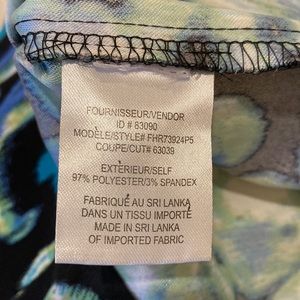 FOURNISSEUR/VENDOR
ID # 63090
MODÈLE/STYLE# FHR73924P5
COUPE/CUT# 63039
EXTÉRIEUR/SELF
97% POLYESTER/3% SPANDEX
FABRIQUÉ AU SRI LANKA
DANS UN TISSU IMPORTÉ
MADE IN SRI LANKA
OF IMPORTED FABRIC